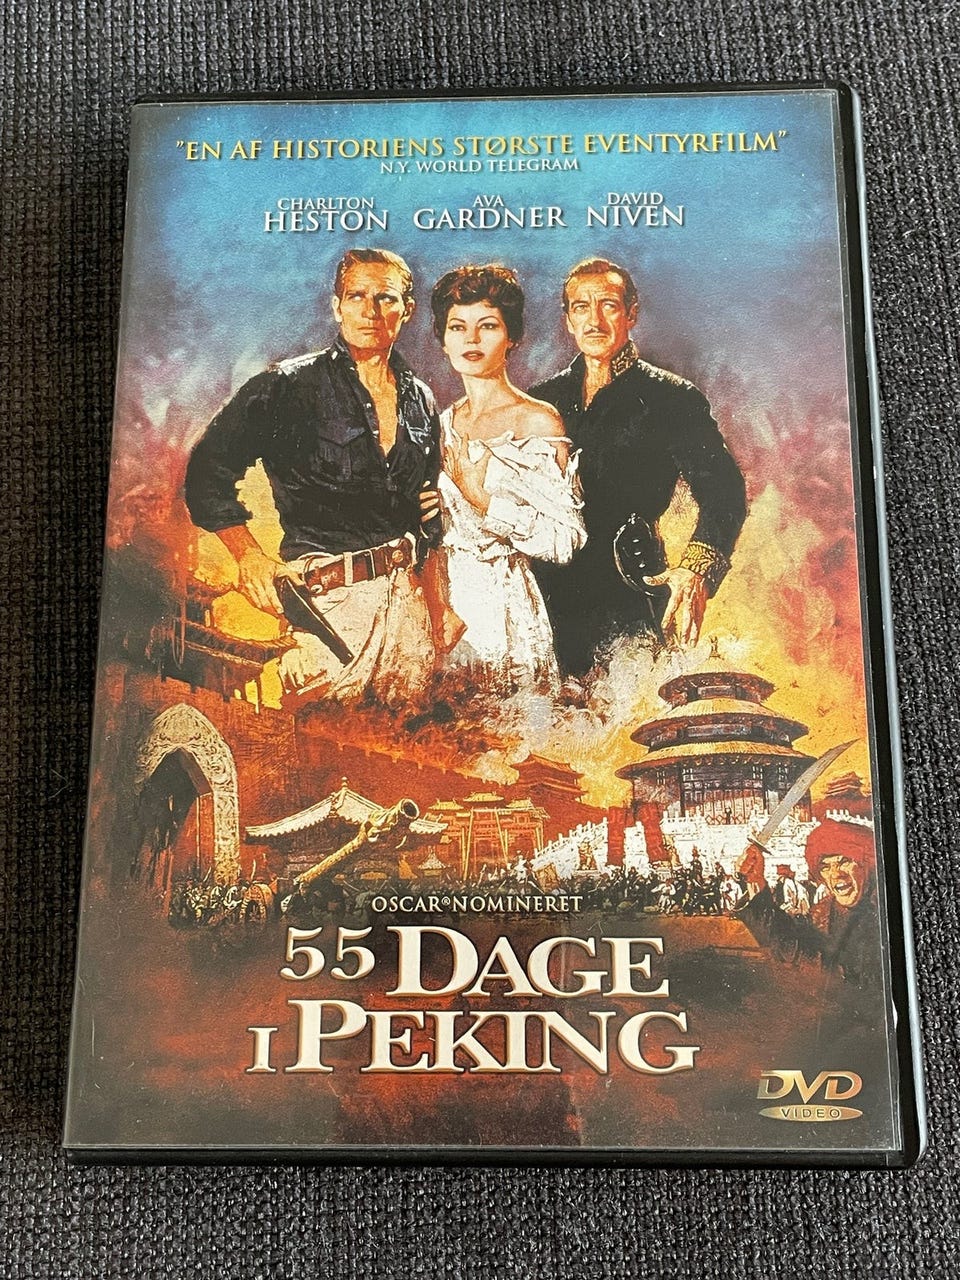 "EN AF HISTORIENS STØRSTE EVENTYRFILM"
N.Y. WORLD TELEGRAM
CHARLTON HESTON
AVA GARDNER
DAVID NIVEN
OSCAR® NOMINERET
55 DAGE
I PEKING
DVD
VIDEO